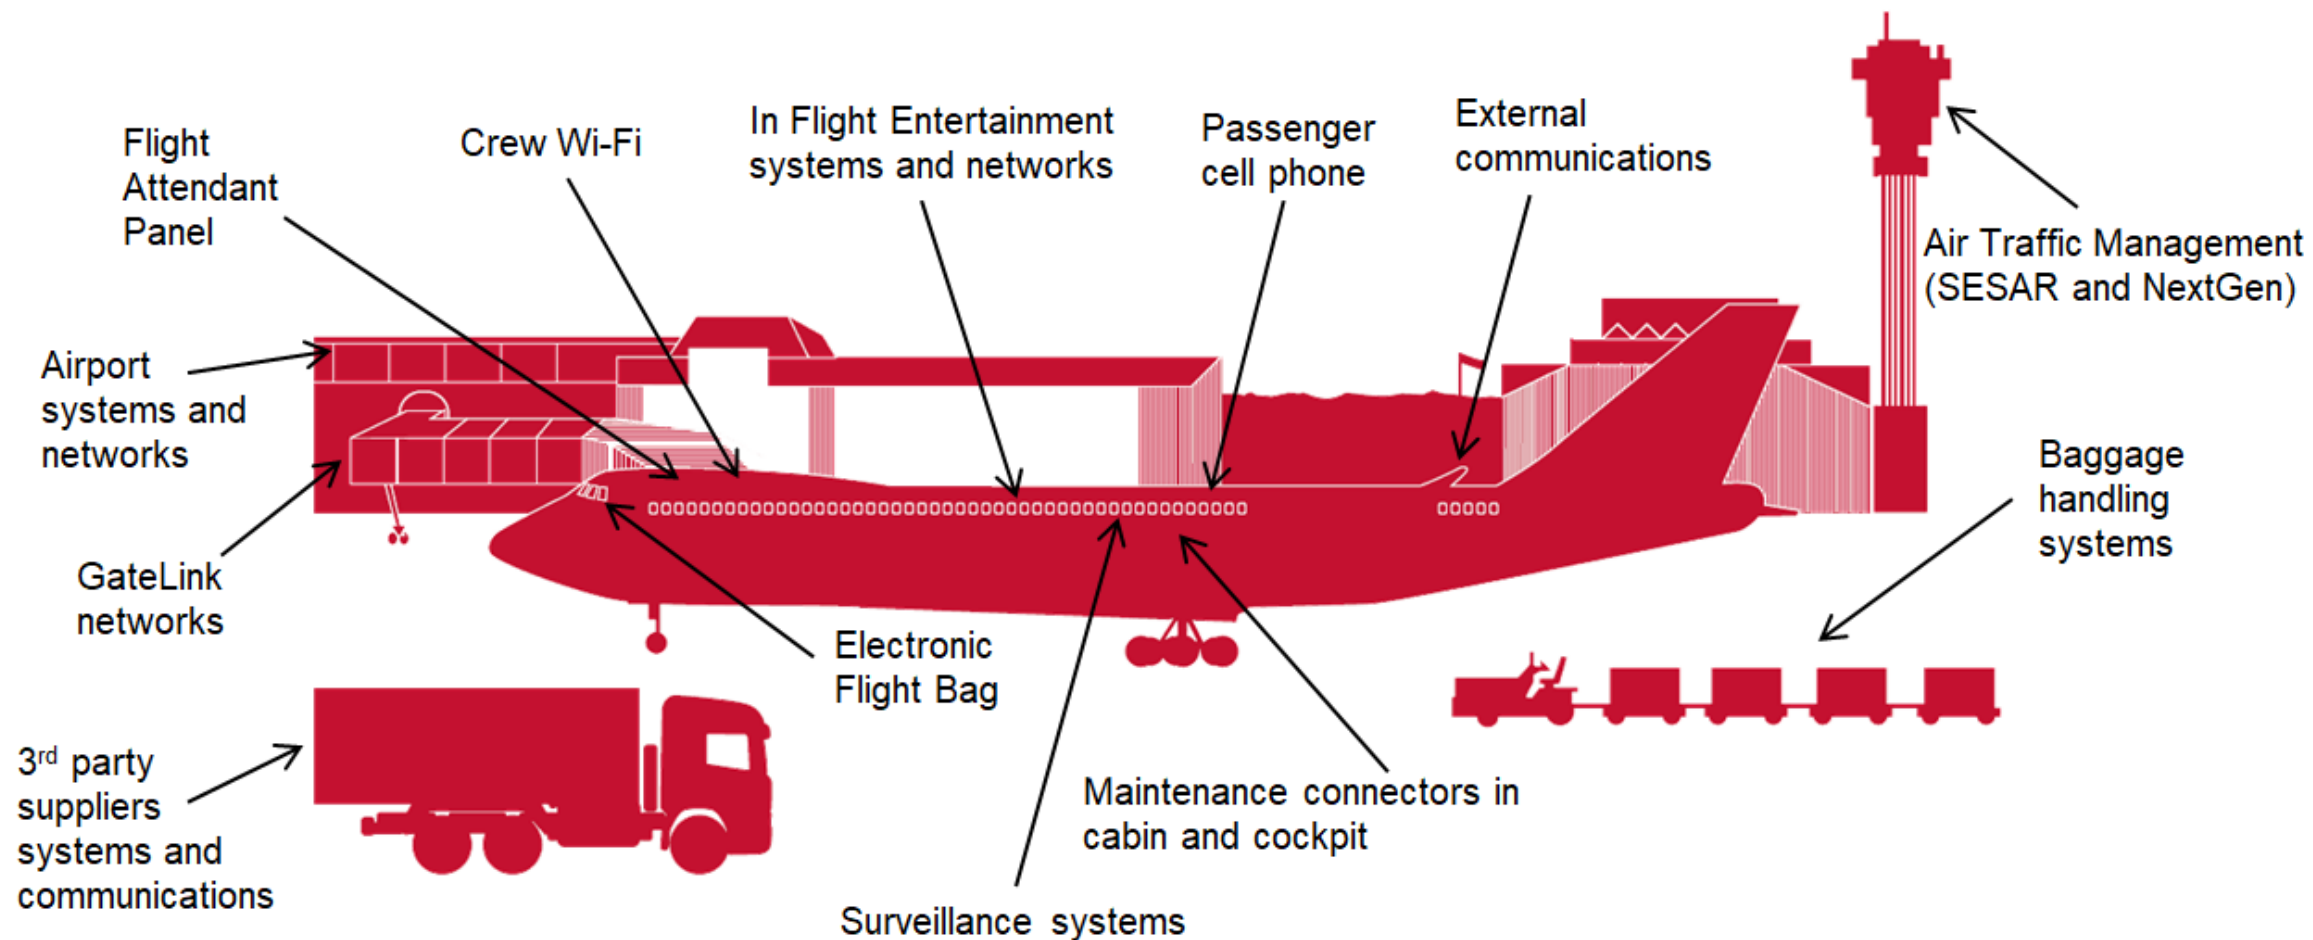 Flight
Attendant
Panel
Crew Wi-Fi
In Flight Entertainment
systems and networks
Passenger
cell phone
External
communications
Air Traffic Management
(SESAR and NextGen)
Airport
systems and
networks
GateLink
networks
Baggage
handling
systems
Electronic
Flight Bag
3rd party
suppliers
systems and
communications
Maintenance connectors in
cabin and cockpit
Surveillance systems